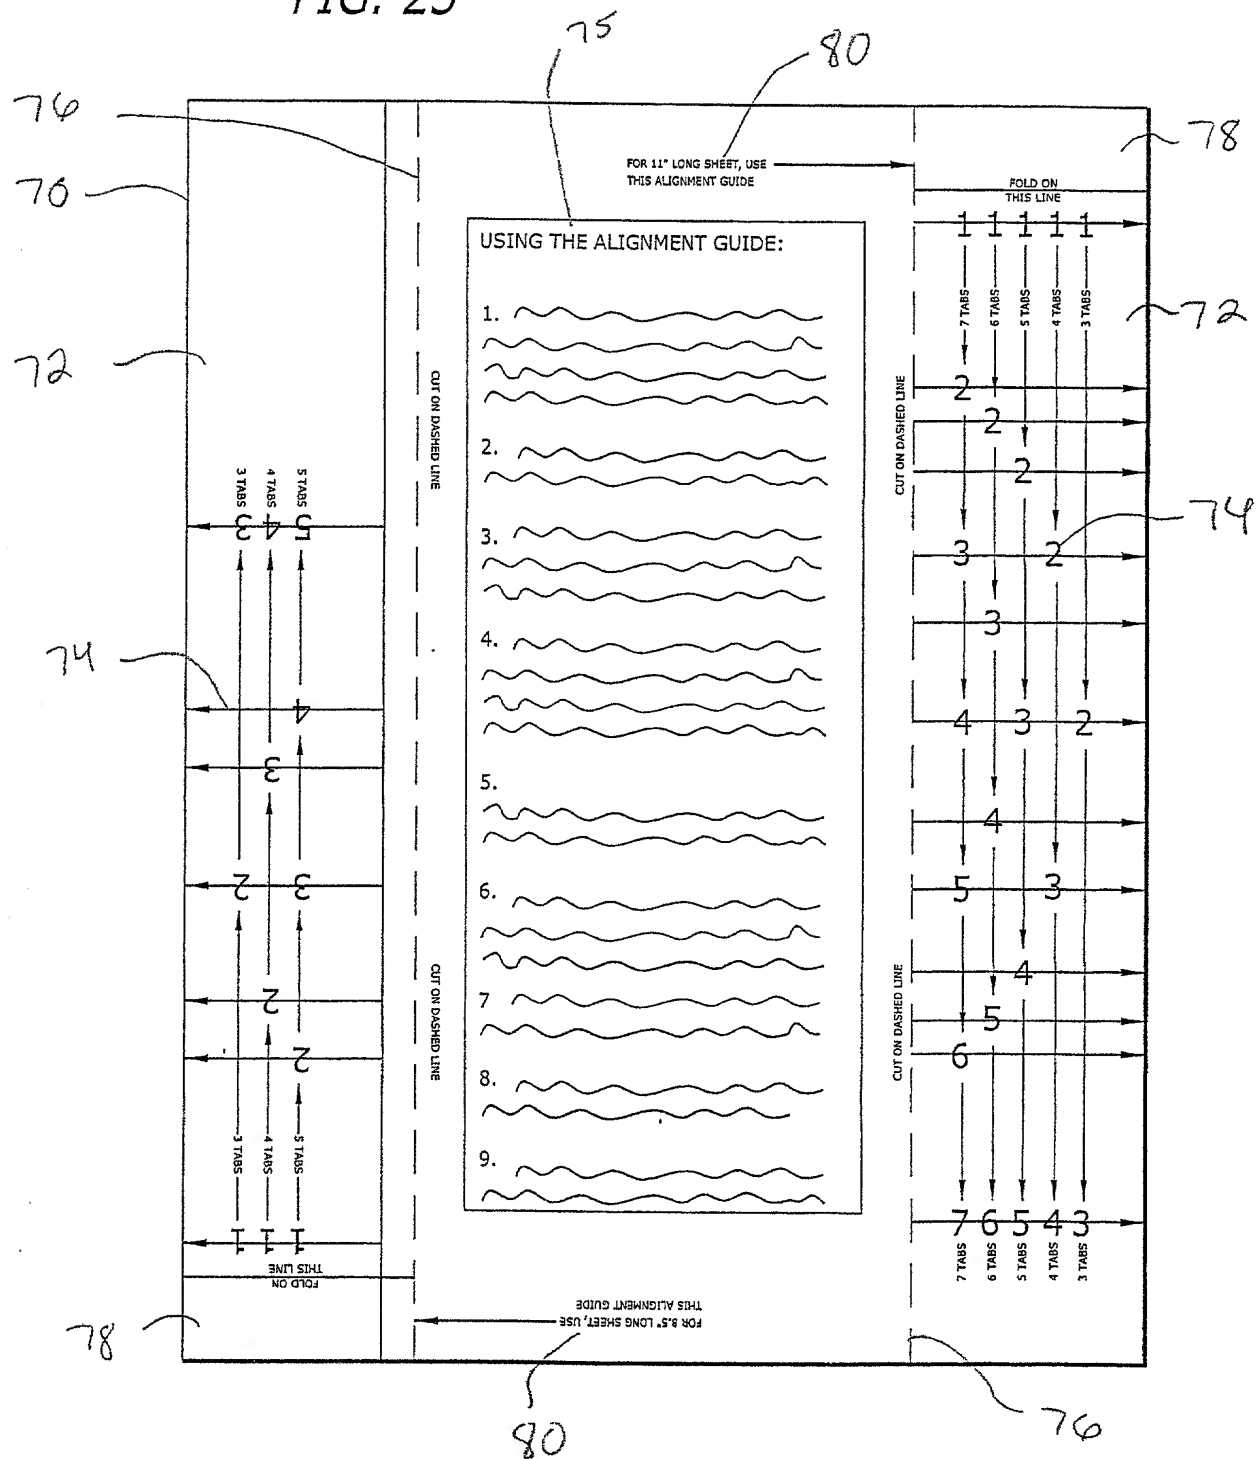 FIG. 25
75
80
76
78
70
FOR 11" LONG SHEET, USE
THIS ALIGNMENT GUIDE
FOLD ON
THIS LINE
USING THE ALIGNMENT GUIDE:
1 1 1 1 1
7 TABS
6 TABS
5 TABS
4 TABS
3 TABS
72
72
1.
CUT ON DASHED LINE
CUT ON DASHED LINE
2
2
2.
2
3 TABS
4 TABS
5 TABS
3 4 5
74
3.
3 2
3
4.
74
4
4 3 2
3
5.
4
2 3
6.
5 3
CUT ON DASHED LINE
CUT ON DASHED LINE
4
2
7
5
2
6
8.
3 TABS
4 TABS
5 TABS
9.
1 1 1
7 6 5 4 3
7 TABS
6 TABS
5 TABS
4 TABS
3 TABS
FOLD ON
THIS LINE
FOR 8.5" LONG SHEET, USE
THIS ALIGNMENT GUIDE
78
80
76